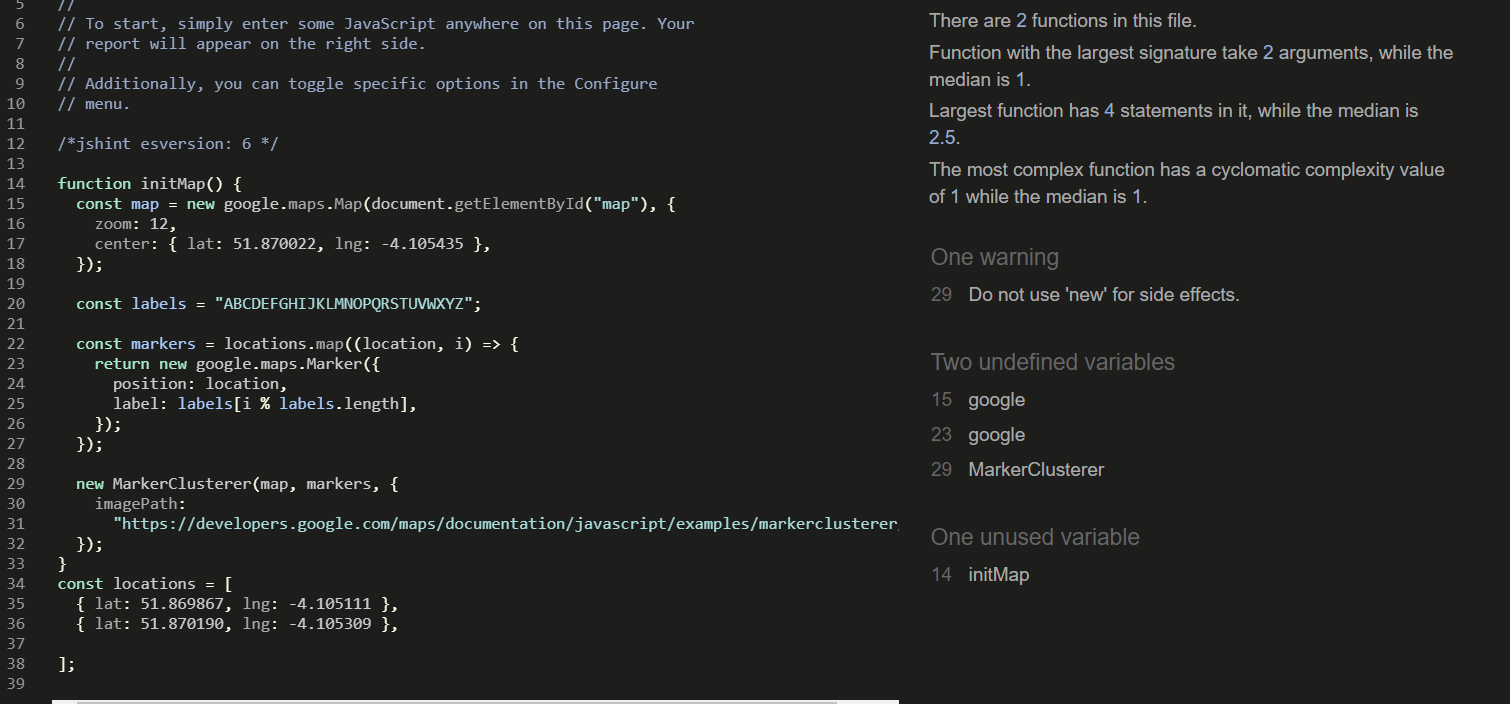 5 //
6 // To start, simply enter some JavaScript anywhere on this page. Your
7 // report will appear on the right side.
8 //
9 // Additionally, you can toggle specific options in the Configure
10 // menu.
11
12 /*jshint esversion: 6 */
13
14 function initMap() {
15 const map = new google.maps.Map(document.getElementById("map"), {
16 zoom: 12,
17 center: { lat: 51.870022, lng: -4.105435 },
18 });
19
20 const labels = "ABCDEFGHIJKLMNOPQRSTUVWXYZ";
21
22 const markers = locations.map((location, i) => {
23 return new google.maps.Marker({
24 position: location,
25 label: labels[i % labels.length],
26 });
27 });
28
29 new MarkerClusterer(map, markers, {
30 imagePath:
31 "https://developers.google.com/maps/documentation/javascript/examples/markerclusterer
32 });
33 }
34 const locations = [
35 { lat: 51.869867, lng: -4.105111 },
36 { lat: 51.870190, lng: -4.105309 },
37
38 ];
39
There are 2 functions in this file.
Function with the largest signature take 2 arguments, while the
median is 1.
Largest function has 4 statements in it, while the median is
2.5.
The most complex function has a cyclomatic complexity value
of 1 while the median is 1.
One warning
29 Do not use 'new' for side effects.
Two undefined variables
15 google
23 google
29 MarkerClusterer
One unused variable
14 initMap